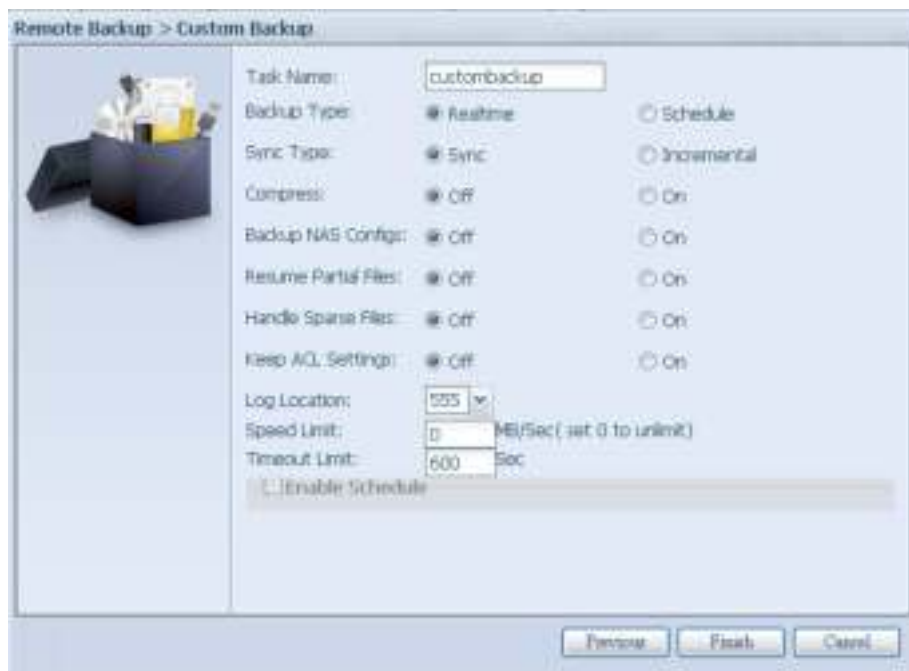 Remote Backup > Custom Backup
Task Name: custombackup
Backup Type: Realtime Schedule
Sync Type: Sync Incremental
Compress: Off On
Backup NAS Configs: Off On
Resume Partial Files: Off On
Handle Sparse Files: Off On
Keep ACL Settings: Off On
Log Location: 555
Speed Limit: 0 MB/Sec( set 0 to unlimit)
Timeout Limit: 600 Sec
Enable Schedule
Previous Finish Cancel